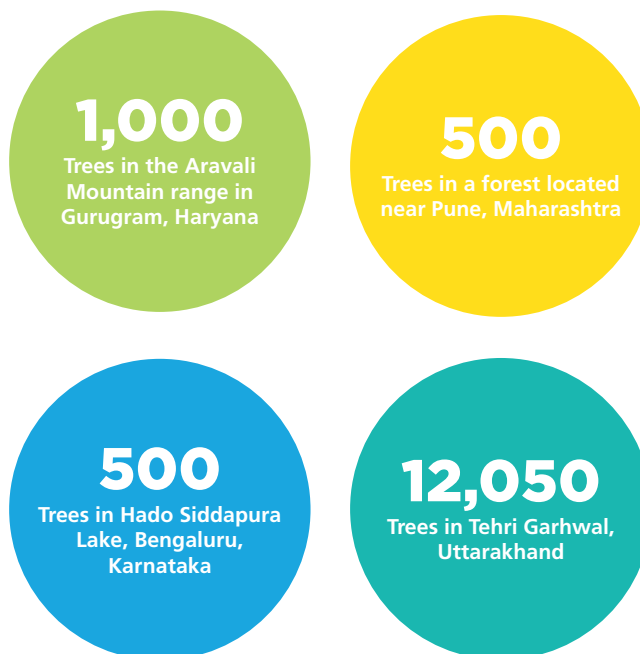 1,000
Trees in the Aravali
Mountain range in
Gurugram, Haryana
500
Trees in a forest located
near Pune, Maharashtra
500
Trees in Hado Siddapura
Lake, Bengaluru,
Karnataka
12,050
Trees in Tehri Garhwal,
Uttarakhand